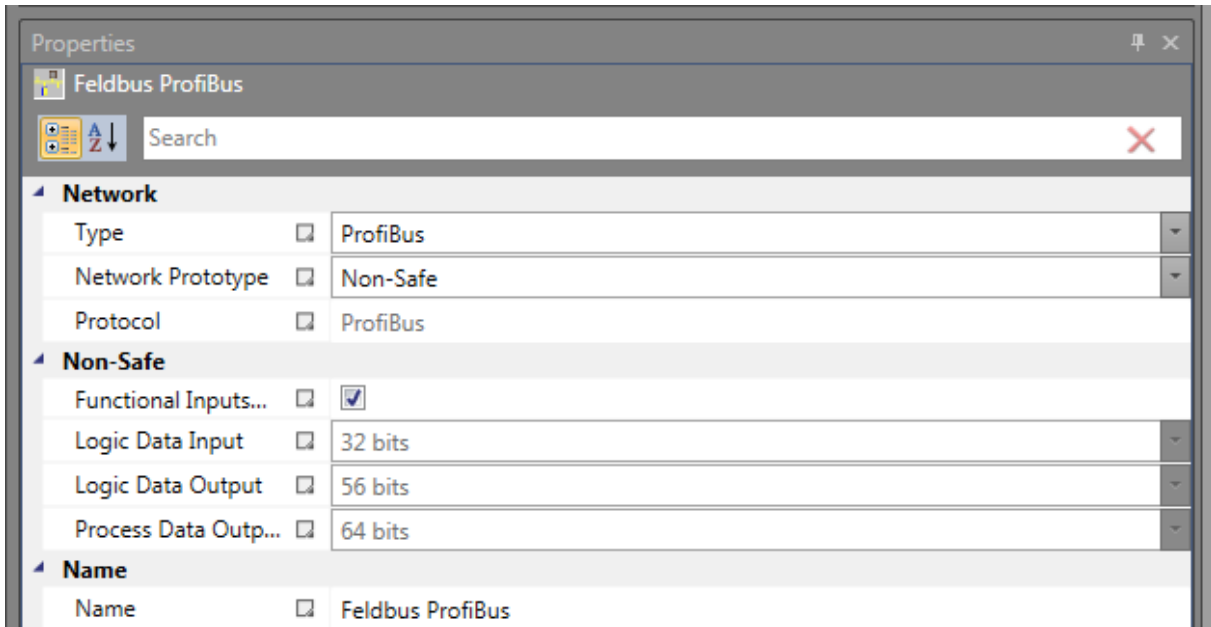 Properties
Feldbus ProfiBus
Search
Network
Type ProfiBus
Network Prototype Non-Safe
Protocol ProfiBus
Non-Safe
Functional Inputs...
Logic Data Input 32 bits
Logic Data Output 56 bits
Process Data Outp... 64 bits
Name
Name Feldbus ProfiBus